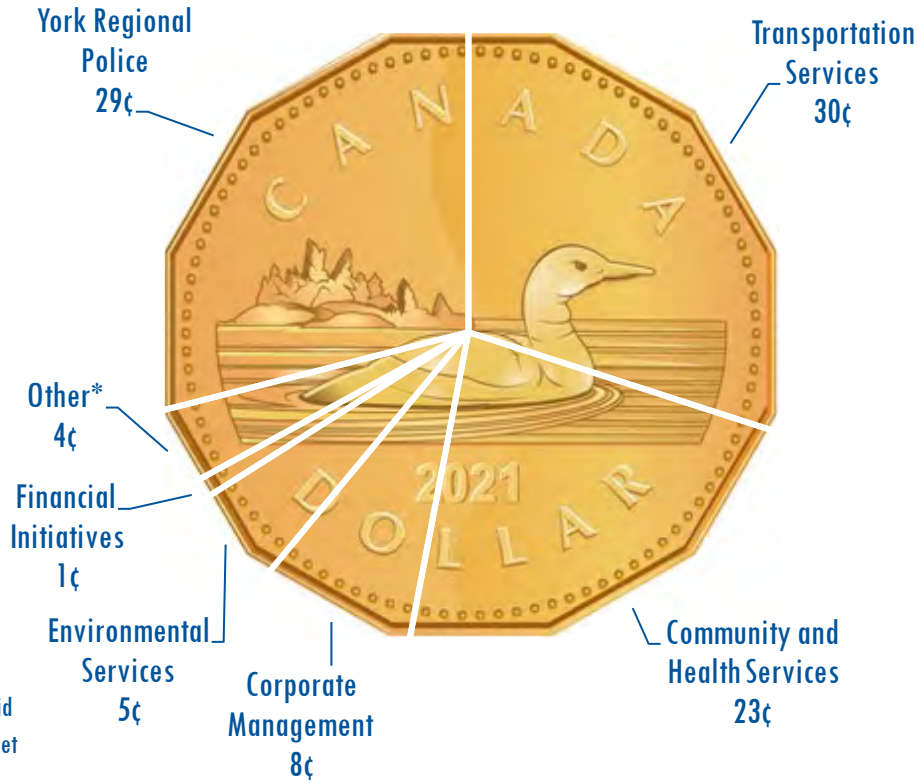 York Regional
Police
29¢
Transportation
Services
30¢
CANADA
Other*
4¢
Financial
Initiatives
1¢
2021
DOLLAR
Environmental
Services
5¢
Corporate
Management
8¢
Community and
Health Services
23¢